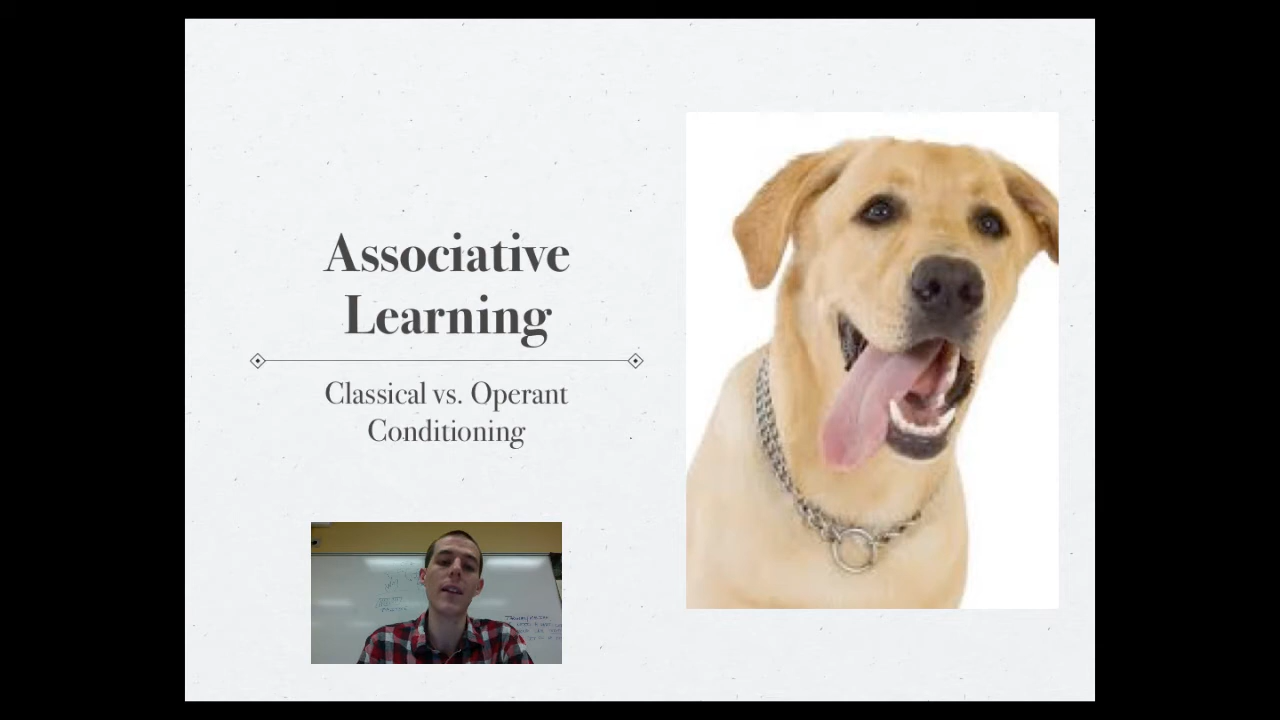 Associative
Learning
Classical vs. Operant
Conditioning